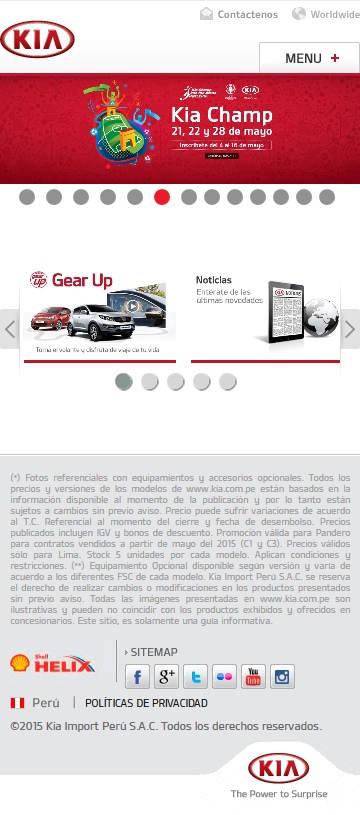 Contáctenos
Worldwide
KIA
MENU +
Kia Champ
21, 22 y 28 de mayo
Inscríbete del 4 al 16 de mayo
gear up
Gear Up
Toma el volante y disfruta de viaje de tu vida
Noticias
Entérate de las
últimas novedades
NOTICIAS
(*) Fotos referenciales con equipamientos y accesorios opcionales. Todos los
precios y versiones de los modelos de www.kia.com.pe están basados en la
información disponible al momento de la publicación y por lo tanto están
sujetos a cambios sin previo aviso. Precio puede sufrir variaciones de acuerdo
al T.C. Referencial al momento del cierre y fecha de desembolso. Precios
publicados incluyen IGV y bonos de descuento. Promoción válida para Pandero
para contratos vendidos a partir de mayo del 2015 (C1 y C3). Precios válidos
sólo para Lima. Stock 5 unidades por cada modelo. Aplican condiciones y
restricciones. (**) Equipamiento Opcional disponible según versión y varía de
acuerdo a los diferentes FSC de cada modelo. Kia Import Perú S.A.C. se reserva
el derecho de realizar cambios o modificaciones en los productos presentados
sin previo aviso. Todas las imágenes presentadas en www.kia.com.pe son
ilustrativas y pueden no coincidir con los productos exhibidos y ofrecidos en
concesionarios. Este sitio, es solamente una guía informativa.
SITEMAP
Shell
HELIX
f g+ t You Tube
Perú | POLÍTICAS DE PRIVACIDAD
©2015 Kia Import Perú S.A.C. Todos los derechos reservados.
KIA
The Power to Surprise